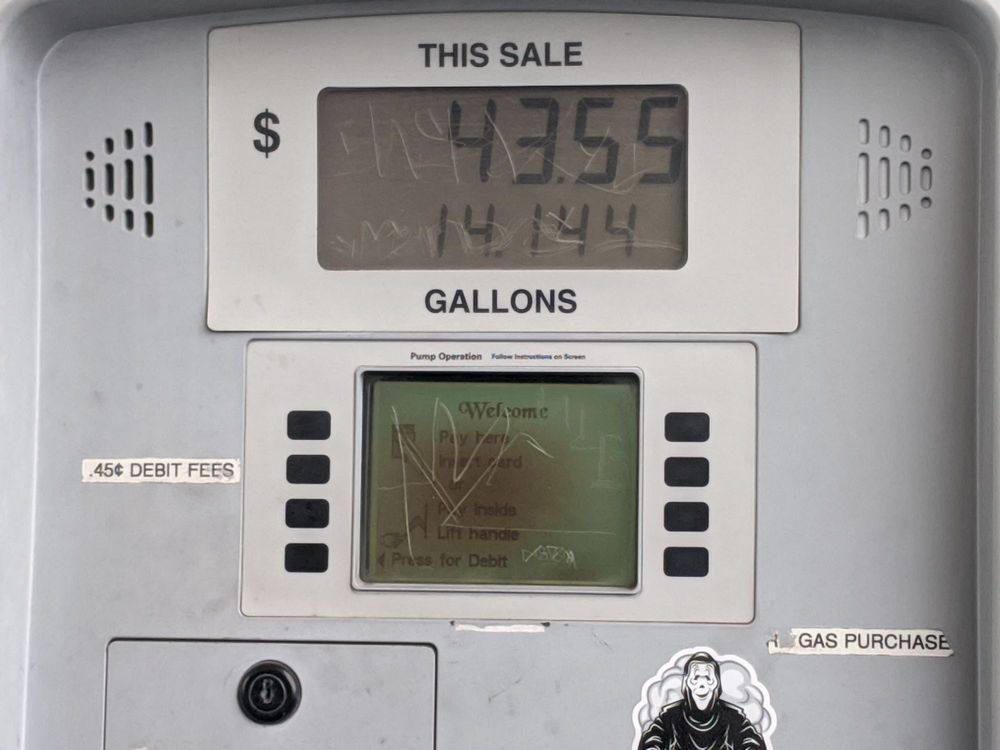 THIS SALE
$ 43.55
14.144
GALLONS
Pump Operation Follow Instructions on Screen
Welcome
Pay here
Insert card
or
Pay inside
Lift handle
Press for Debit
.45¢ DEBIT FEES
GAS PURCHASE